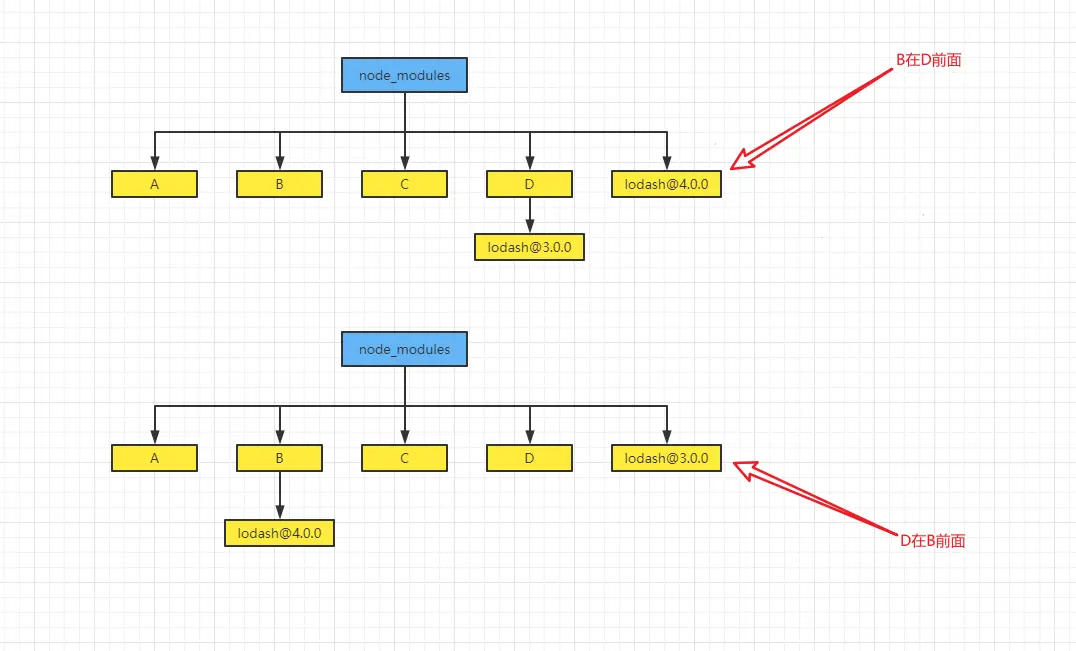 B在D前面
node_modules
A
B
C
D
lodash@4.0.0
lodash@3.0.0
node_modules
A
B
C
D
lodash@3.0.0
lodash@4.0.0
D在B前面